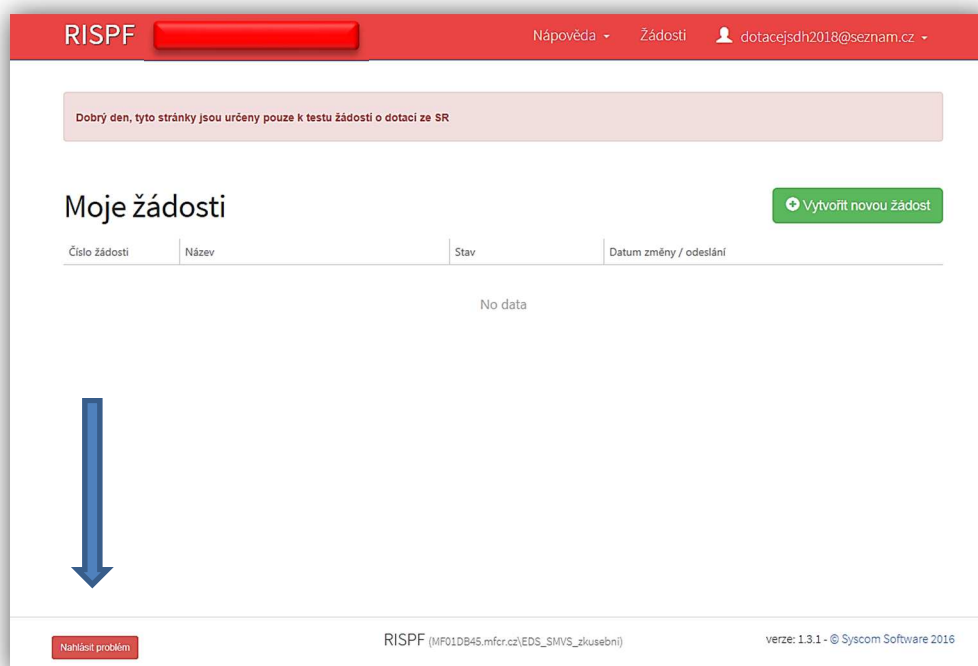 RISPF
Nápověda Žádosti dotacejsdh2018@seznam.cz
Dobrý den, tyto stránky jsou určeny pouze k testu žádosti o dotaci ze SR
Moje žádosti
Vytvořit novou žádost
Číslo žádosti Název Stav Datum změny / odeslání
No data
Nahlásit problém
RISPF (MF01DB45.mfcr.cz\EDS_SMVS_zkusebni)
verze: 1.3.1 - © Syscom Software 2016